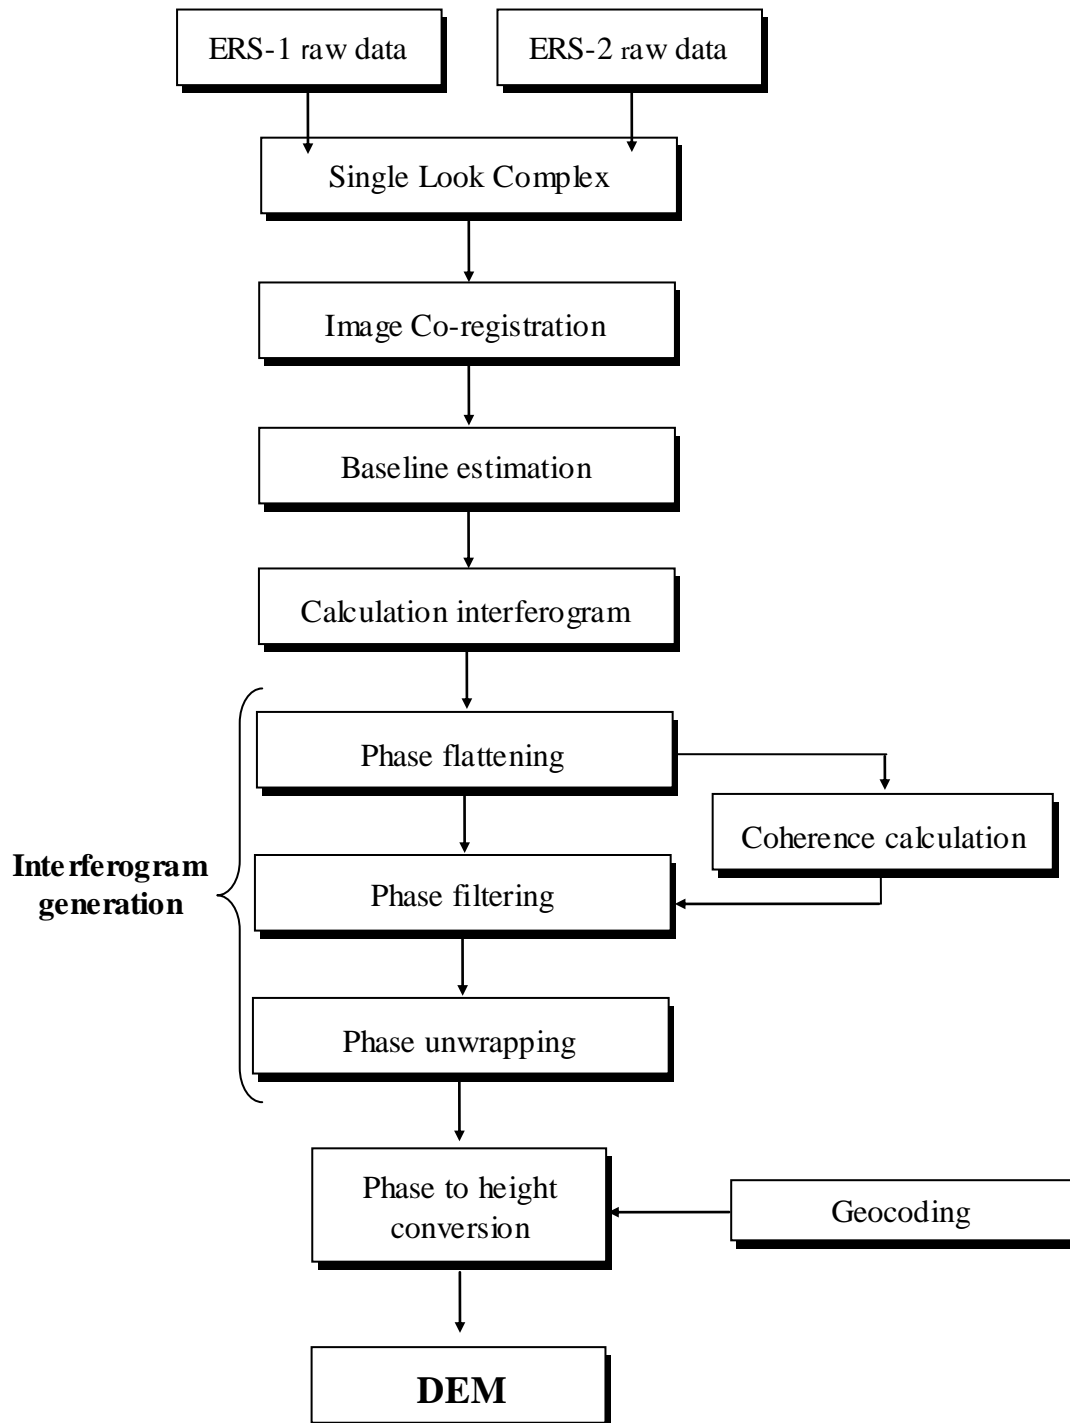 ERS-1 raw data
ERS-2 raw data
Single Look Complex
Image Co-registration
Baseline estimation
Calculation interferogram
Phase flattening
Coherence calculation
Interferogram
generation
Phase filtering
Phase unwrapping
Phase to height
conversion
Geocoding
DEM